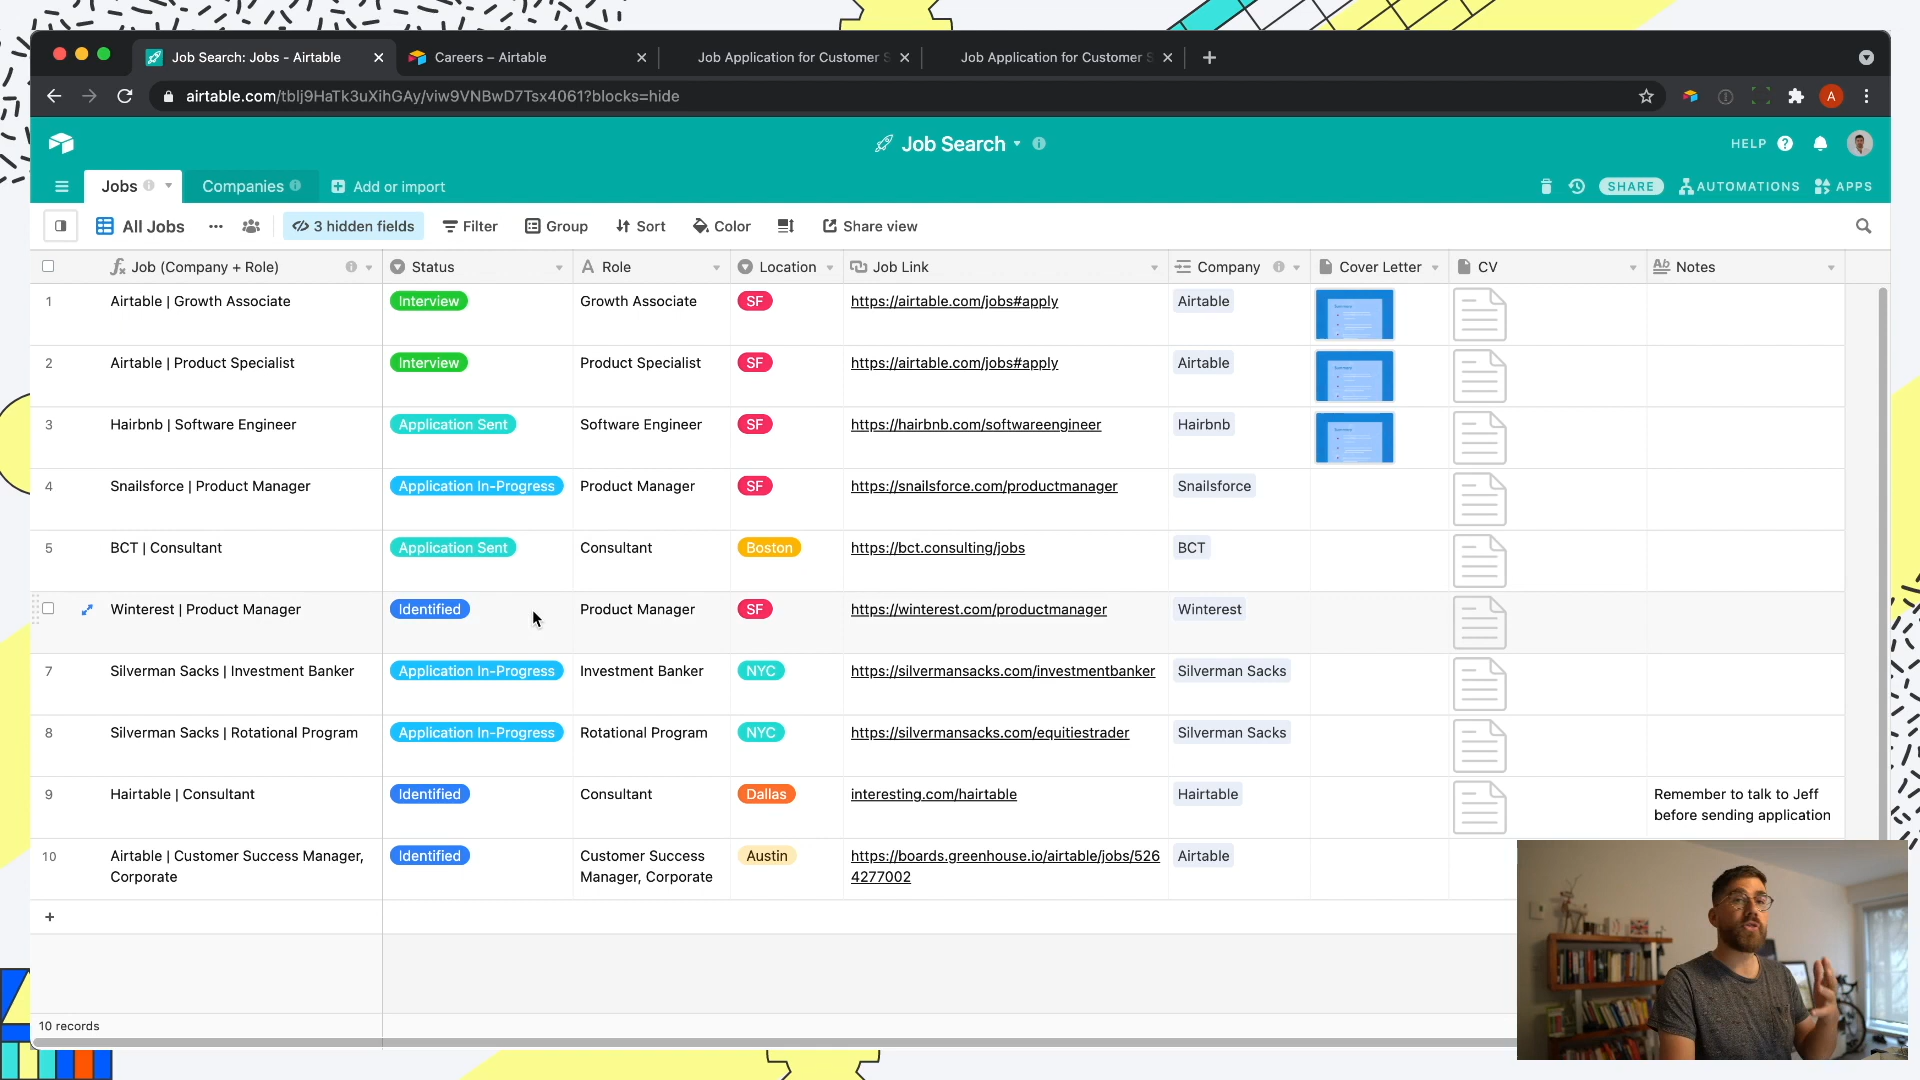 Job Search: Jobs - Airtable
Careers – Airtable
Job Application for Customer S
Job Application for Customer S
airtable.com/tblj9HaTk3uXihGAy/viw9VNBwD7Tsx4061?blocks=hide
A
Job Search
HELP
Jobs
Companies
Add or import
SHARE
AUTOMATIONS
APPS
All Jobs
3 hidden fields
Filter
Group
Sort
Color
Share view
Job (Company + Role)
Status
Role
Location
Job Link
Company
Cover Letter
CV
Notes
1 Airtable | Growth Associate Interview Growth Associate SF https://airtable.com/jobs#apply Airtable
2 Airtable | Product Specialist Interview Product Specialist SF https://airtable.com/jobs#apply Airtable
3 Hairbnb | Software Engineer Application Sent Software Engineer SF https://hairbnb.com/softwareengineer Hairbnb
4 Snailsforce | Product Manager Application In-Progress Product Manager SF https://snailsforce.com/productmanager Snailsforce
5 BCT | Consultant Application Sent Consultant Boston https://bct.consulting/jobs BCT
Winterest | Product Manager Identified Product Manager SF https://winterest.com/productmanager Winterest
7 Silverman Sacks | Investment Banker Application In-Progress Investment Banker NYC https://silvermansacks.com/investmentbanker Silverman Sacks
8 Silverman Sacks | Rotational Program Application In-Progress Rotational Program NYC https://silvermansacks.com/equitiestrader Silverman Sacks
9 Hairtable | Consultant Identified Consultant Dallas interesting.com/hairtable Hairtable Remember to talk to Jeff
before sending application
10 Airtable | Customer Success Manager, Identified Customer Success Austin https://boards.greenhouse.io/airtable/jobs/526 Airtable
Corporate Manager, Corporate 4277002
+
10 records